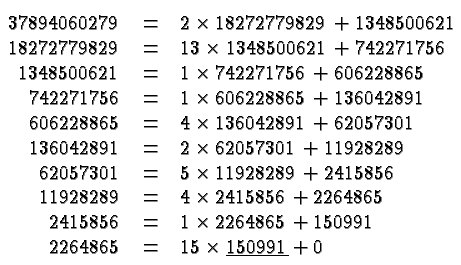 37894060279 = 2 × 18272779829 + 1348500621
18272779829 = 13 × 1348500621 + 742271756
1348500621 = 1 × 742271756 + 606228865
742271756 = 1 × 606228865 + 136042891
606228865 = 4 × 136042891 + 62057301
136042891 = 2 × 62057301 + 11928289
62057301 = 5 × 11928289 + 2415856
11928289 = 4 × 2415856 + 2264865
2415856 = 1 × 2264865 + 150991
2264865 = 15 × 150991 + 0